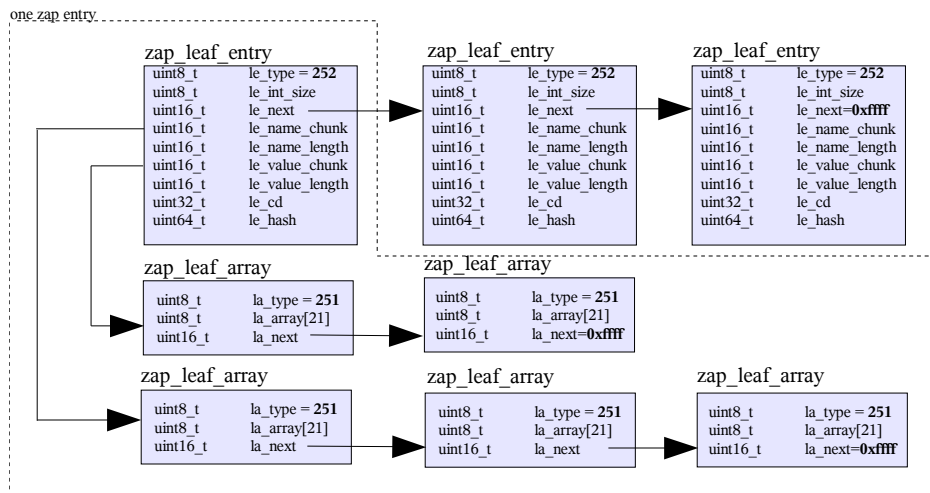 one zap entry
zap_leaf_entry
uint8_t le_type = 252
uint8_t le_int_size
uint16_t le_next
uint16_t le_name_chunk
uint16_t le_name_length
uint16_t le_value_chunk
uint16_t le_value_length
uint32_t le_cd
uint64_t le_hash
zap_leaf_entry
uint8_t le_type = 252
uint8_t le_int_size
uint16_t le_next
uint16_t le_name_chunk
uint16_t le_name_length
uint16_t le_value_chunk
uint16_t le_value_length
uint32_t le_cd
uint64_t le_hash
zap_leaf_entry
uint8_t le_type = 252
uint8_t le_int_size
uint16_t le_next=0xffff
uint16_t le_name_chunk
uint16_t le_name_length
uint16_t le_value_chunk
uint16_t le_value_length
uint32_t le_cd
uint64_t le_hash
zap_leaf_array
uint8_t la_type = 251
uint8_t la_array[21]
uint16_t la_next
zap_leaf_array
uint8_t la_type = 251
uint8_t la_array[21]
uint16_t la_next=0xffff
zap_leaf_array
uint8_t la_type = 251
uint8_t la_array[21]
uint16_t la_next
zap_leaf_array
uint8_t la_type = 251
uint8_t la_array[21]
uint16_t la_next
zap_leaf_array
uint8_t la_type = 251
uint8_t la_array[21]
uint16_t la_next=0xffff